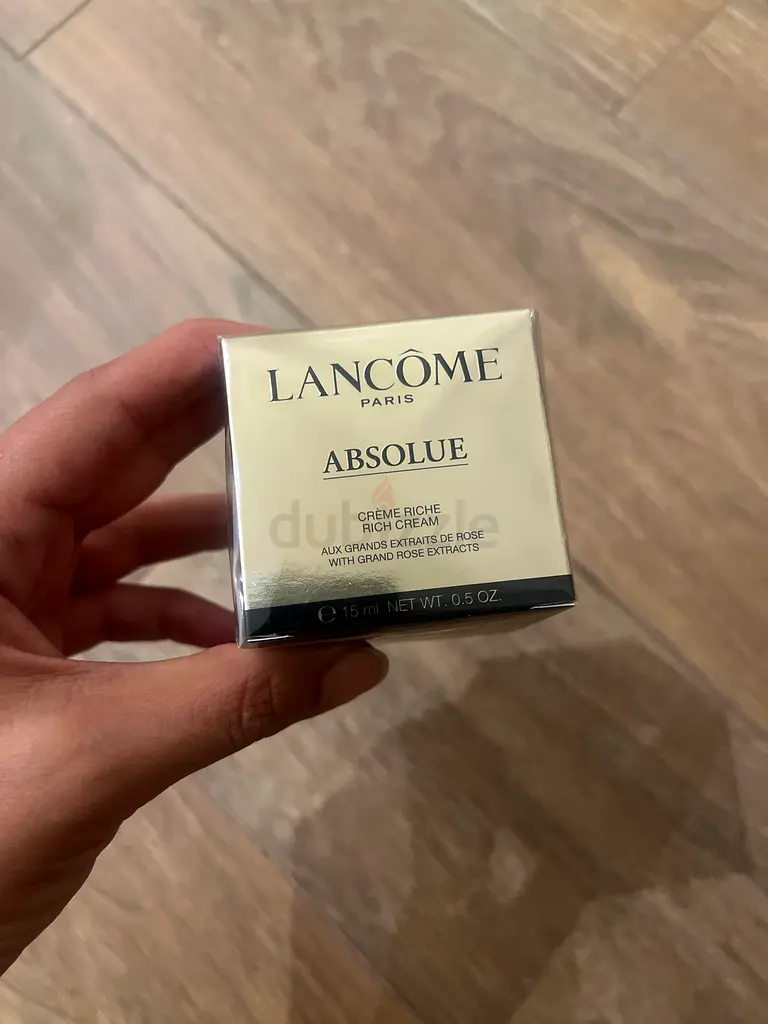 LANCÔME
PARIS
ABSOLUE
dubizzle
CRÈME RICHE
RICH CREAM
AUX GRANDS EXTRAITS DE ROSE
WITH GRAND ROSE EXTRACTS
℮ 15 ml NET WT. 0.5 OZ.